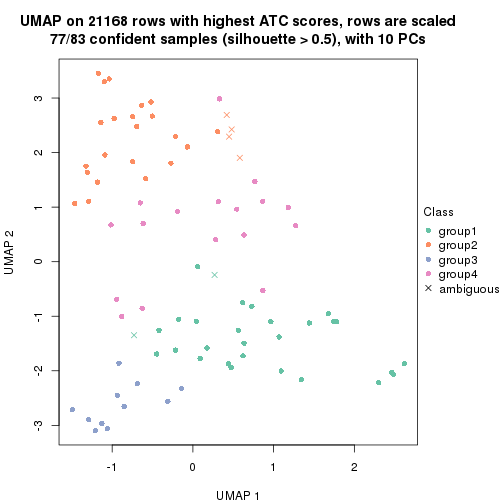 UMAP on 21168 rows with highest ATC scores, rows are scaled
77/83 confident samples (silhouette > 0.5), with 10 PCs
3
2
1
0
-1
-2
-3
UMAP 2
-1
0
1
2
UMAP 1
Class
group1
group2
group3
group4
ambiguous